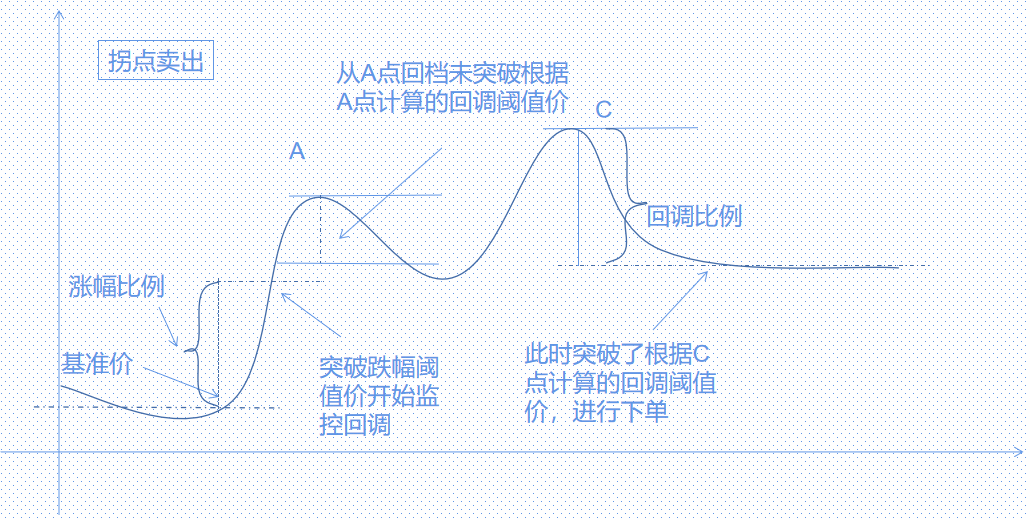 拐点卖出
从A点回档未突破根据
A点计算的回调阈值价
C
A
回调比例
涨幅比例
基准价
突破跌幅阈
值价开始监
控回调
此时突破了根据C
点计算的回调阈值
价，进行下单